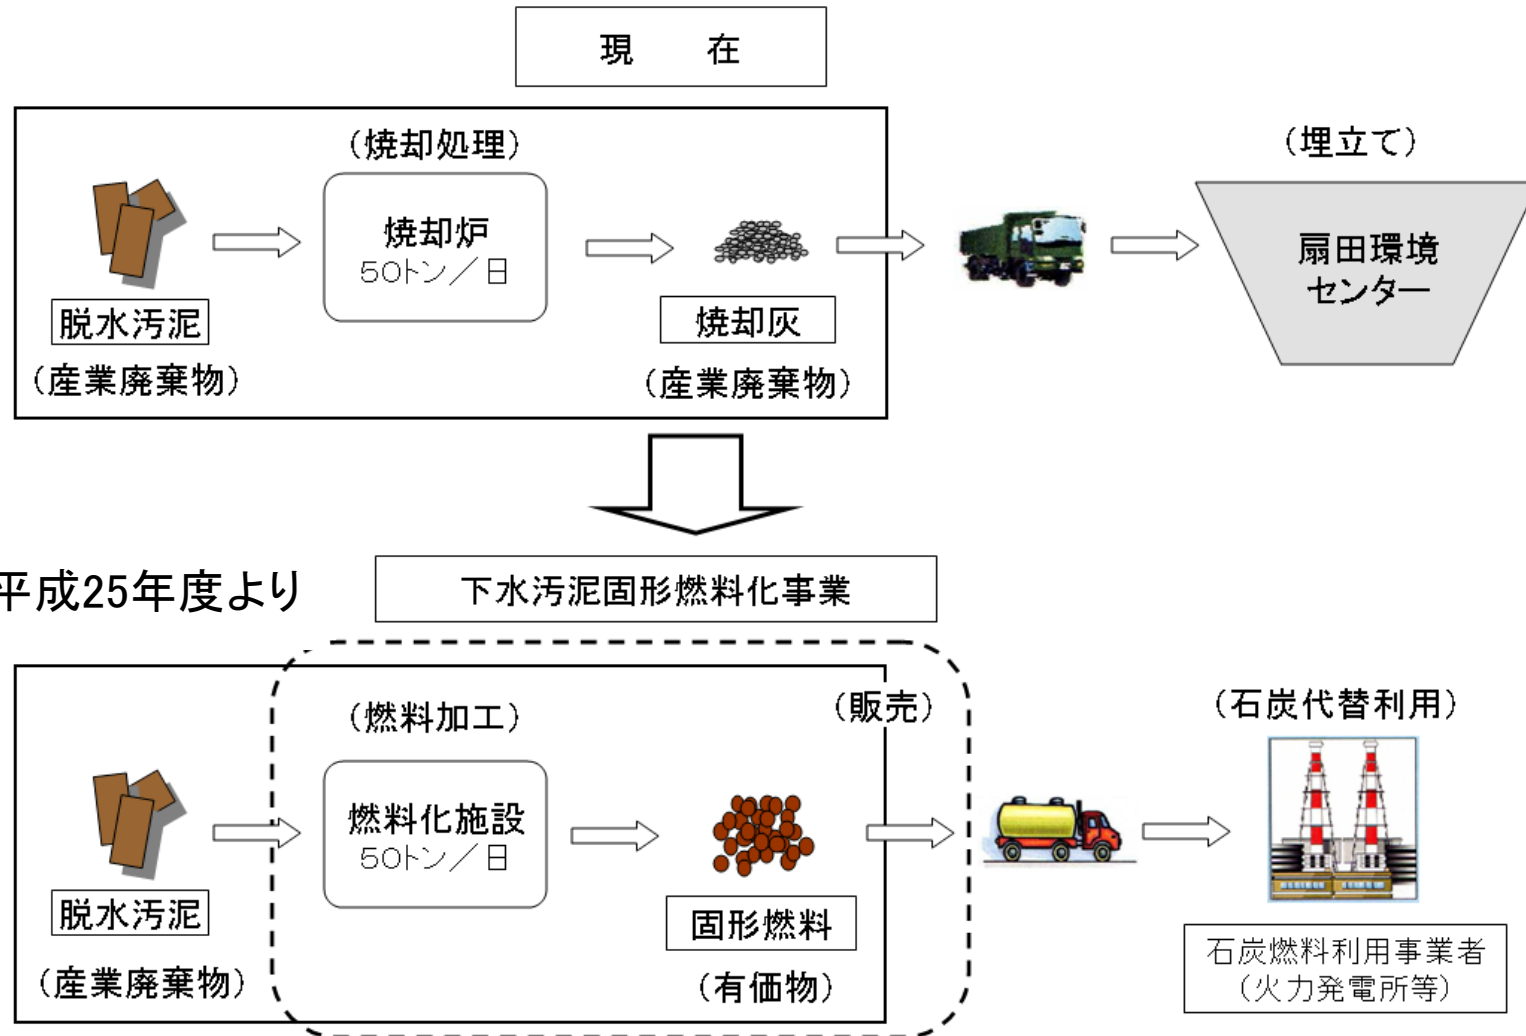 現　　在
（焼却処理）
（埋立て）
焼却炉
50トン／日
扇田環境
センター
脱水汚泥
焼却灰
（産業廃棄物）
（産業廃棄物）
平成25年度より
下水汚泥固形燃料化事業
（燃料加工）
（販売）
（石炭代替利用）
燃料化施設
50トン／日
脱水汚泥
固形燃料
（産業廃棄物）
（有価物）
石炭燃料利用事業者
（火力発電所等）